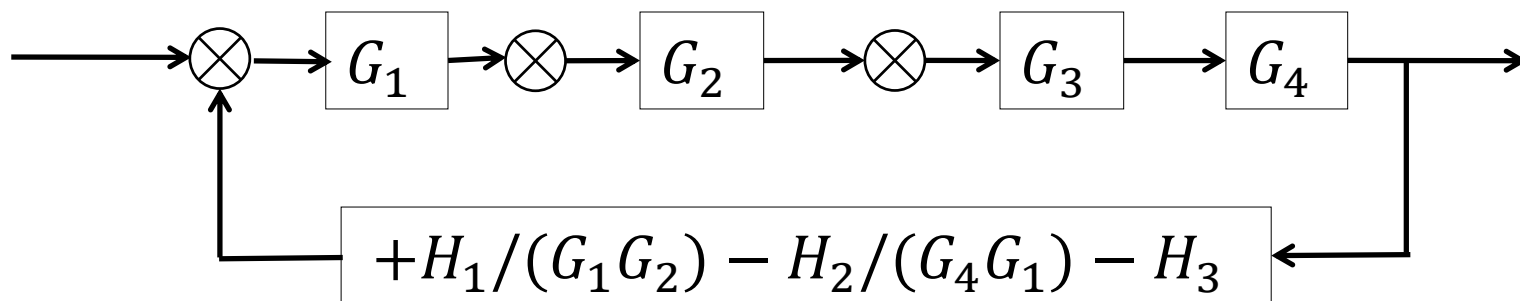 G₁ G₂ G₃ G₄
+H₁/(G₁G₂) − H₂/(G₄G₁) − H₃